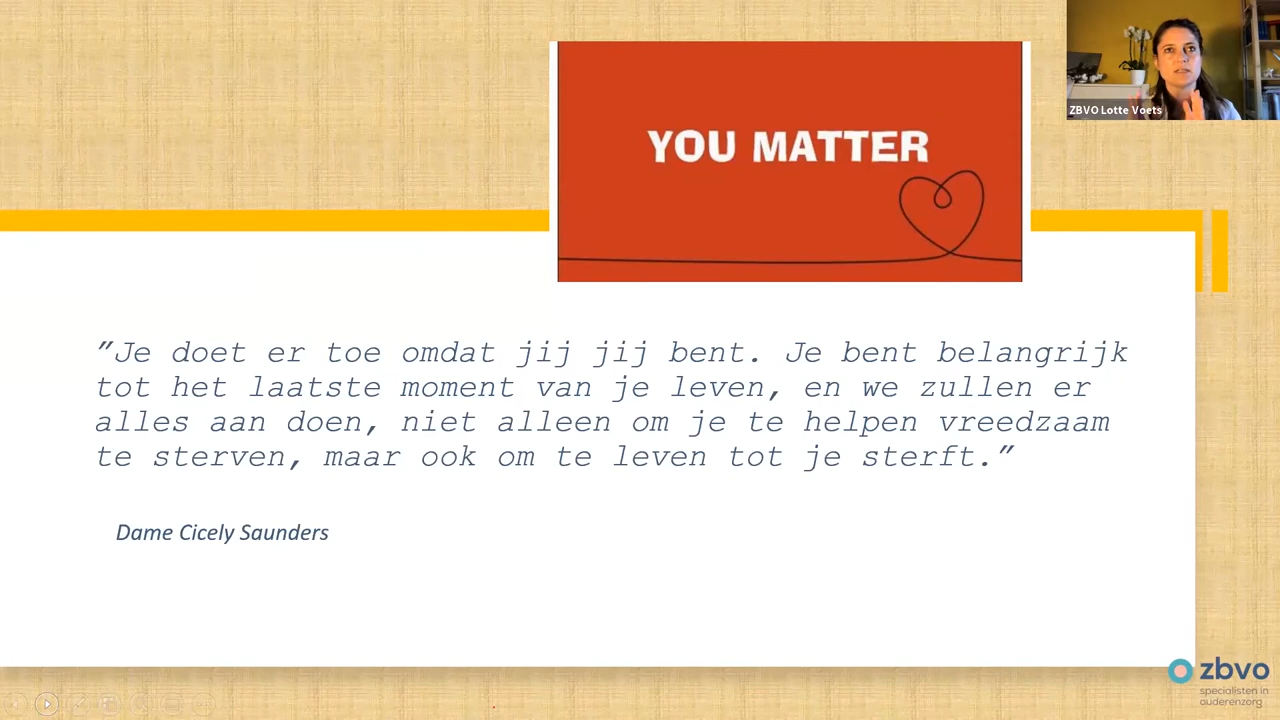 ZBVO Lotte Voets
YOU MATTER
"Je doet er toe omdat jij jij bent. Je bent belangrijk
tot het laatste moment van je leven, en we zullen er
alles aan doen, niet alleen om je te helpen vreedzaam
te sterven, maar ook om te leven tot je sterft."
Dame Cicely Saunders
zbvo
specialisten in
ouderenzorg